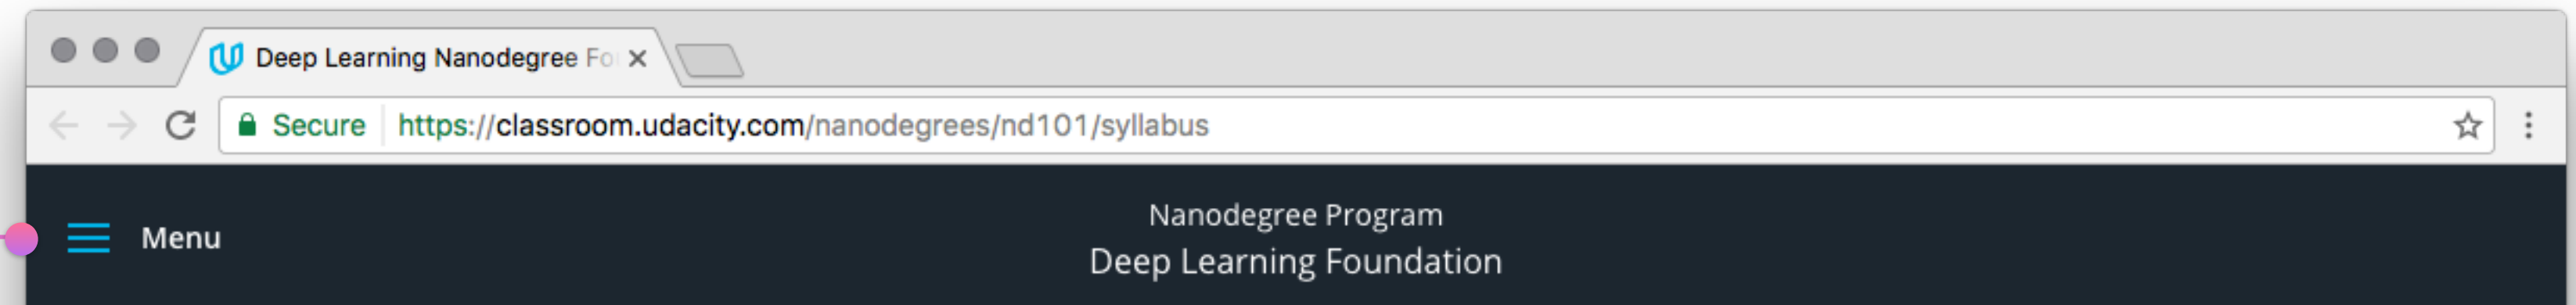 Deep Learning Nanodegree Fo
Secure https://classroom.udacity.com/nanodegrees/nd101/syllabus
Menu
Nanodegree Program
Deep Learning Foundation